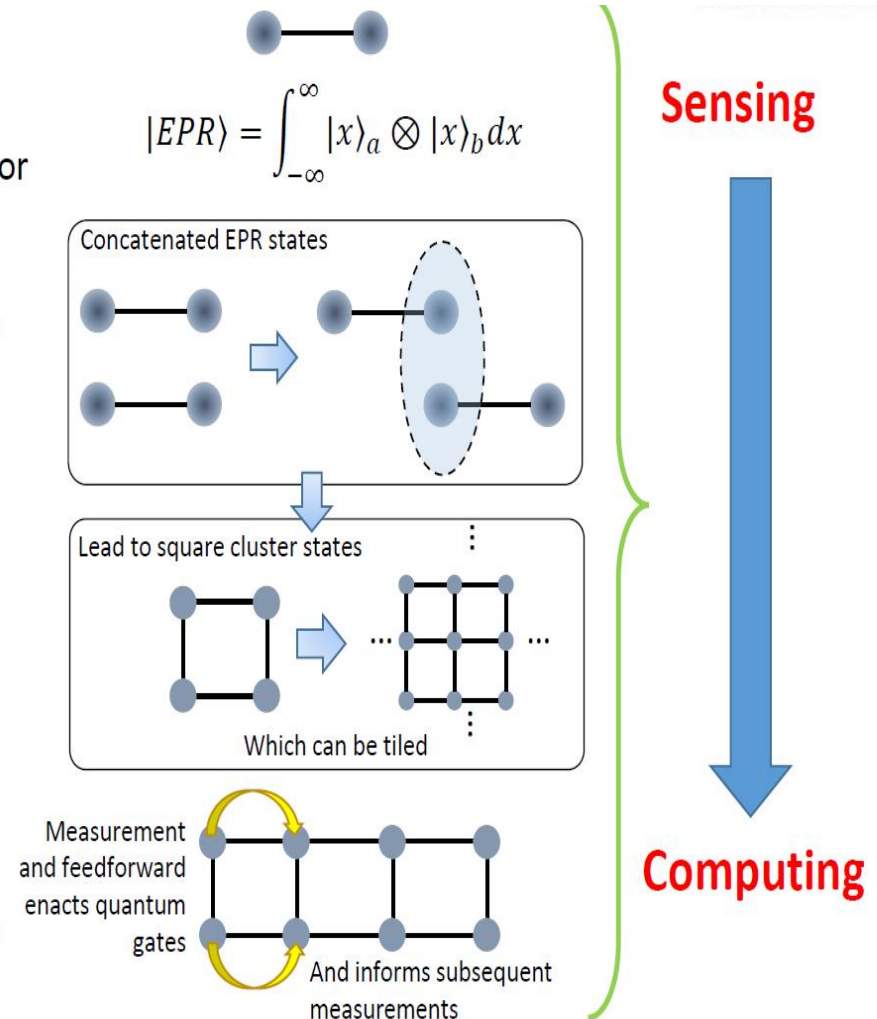 |EPR⟩ = ∫_{-∞}^{∞} |x⟩_a ⊗ |x⟩_b dx
or
Sensing
Concatenated EPR states
Lead to square cluster states
⋮
... ...
⋮
Which can be tiled
Measurement
and feedforward
enacts quantum
gates
And informs subsequent
measurements
Computing